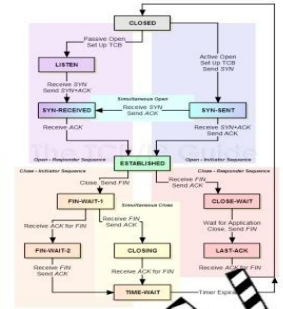 CLOSED
Passive Open
Set Up TCB
Active Open
Set Up TCB
Send SYN
LISTEN
Receive SYN
Send SYN+ACK
Simultaneous Open
SYN-RECEIVED
Receive SYN
Send ACK
SYN-SENT
Receive ACK
Receive SYN+ACK
Send ACK
Open - Responder Sequence
Open - Initiator Sequence
ESTABLISHED
Close - Initiator Sequence
Close - Responder Sequence
Close, Send FIN
Receive FIN
Send ACK
FIN-WAIT-1
Simultaneous Close
CLOSE-WAIT
Receive ACK for FIN
Receive FIN
Send ACK
Wait for Application
Close, Send FIN
FIN-WAIT-2
CLOSING
LAST-ACK
Receive FIN
Send ACK
Receive ACK for FIN
Receive ACK for FIN
TIME-WAIT
Timer